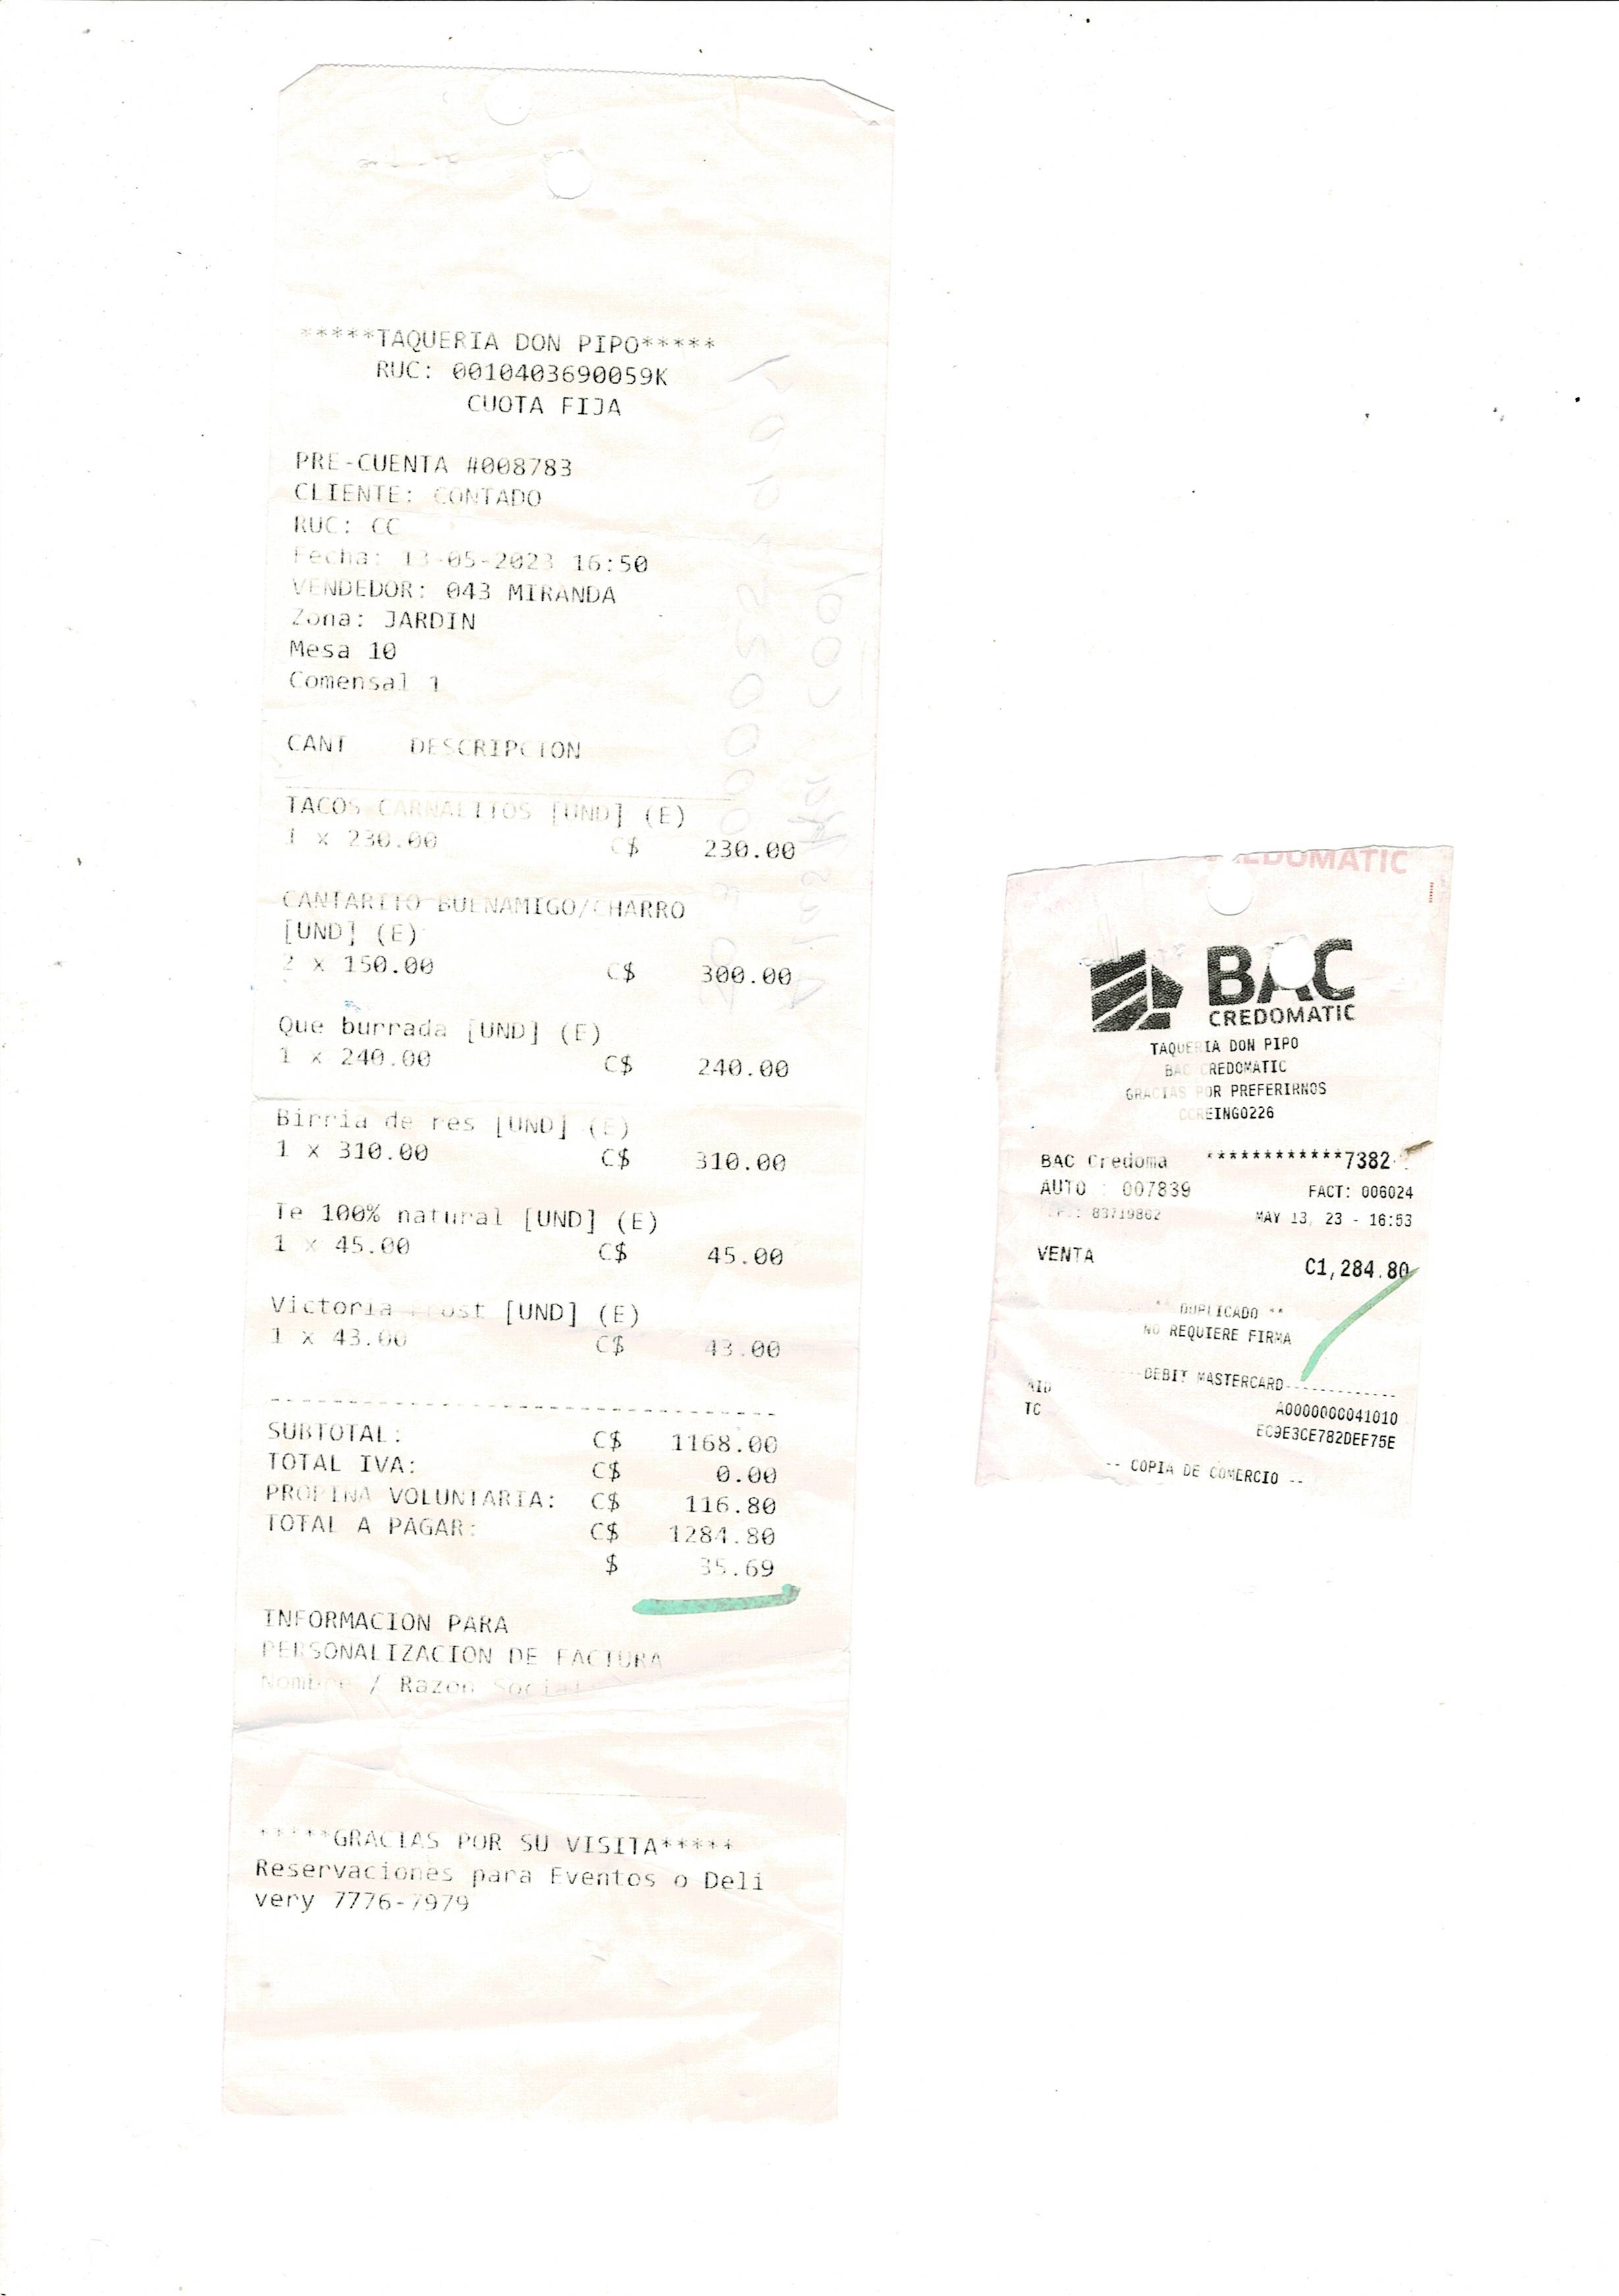 *****TAQUERIA DON PIPO*****
RUC: 0010403690059K
CUOTA FIJA
PRE-CUENTA #008783
CLIENTE: CONTADO
RUC: CC
Fecha: 13-05-2023 16:50
VENDEDOR: 043 MIRANDA
Zona: JARDIN
Mesa 10
Comensal 1
CANT DESCRIPCION
TACOS CARNALITOS [UND] (E)
1 x 230.00 C$ 230.00
CANTARITO BUENAMIGO/CHARRO
[UND] (E)
2 x 150.00 C$ 300.00
Que burrada [UND] (E)
1 x 240.00 C$ 240.00
Birria de res [UND] (E)
1 x 310.00 C$ 310.00
Te 100% natural [UND] (E)
1 x 45.00 C$ 45.00
Victoria Frost [UND] (E)
1 x 43.00 C$ 43.00
SUBTOTAL: C$ 1168.00
TOTAL IVA: C$ 0.00
PROPINA VOLUNTARIA: C$ 116.80
TOTAL A PAGAR: C$ 1284.80
$ 35.69
INFORMACION PARA
PERSONALIZACION DE FACTURA
Nombre / Razon Social
*****GRACIAS POR SU VISITA*****
Reservaciones para Eventos o Deli
very 7776-7979
CREDOMATIC
BAC
CREDOMATIC
TAQUERIA DON PIPO
BAC CREDOMATIC
GRACIAS POR PREFERIRNOS
CCREING0226
BAC Credoma ************7382
AUTO : 007839 FACT: 006024
83719862 MAY 13, 23 - 16:53
VENTA C1,284.80
** DUPLICADO **
NO REQUIERE FIRMA
DEBIT MASTERCARD
AID A0000000041010
TC EC9E3CE782DEF75E
-- COPIA DE COMERCIO --